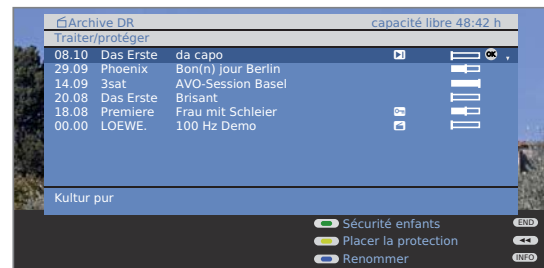 Archive DR capacité libre 48:42 h
Traiter/protéger
08.10 Das Erste da capo OK
29.09 Phoenix Bon(n) jour Berlin
14.09 3sat AVO-Session Basel
20.08 Das Erste Brisant
18.08 Premiere Frau mit Schleier
00.00 LOEWE. 100 Hz Demo
Kultur pur
Sécurité enfants END
Placer la protection
Renommer INFO